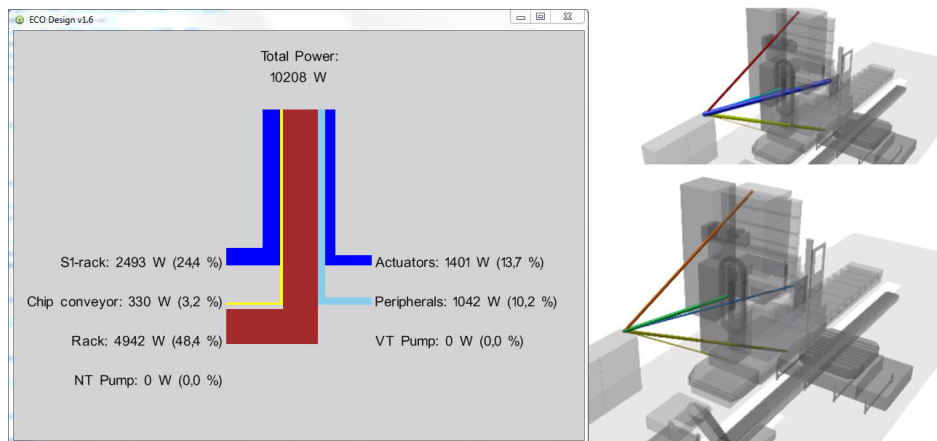 ECO Design v1.6
Total Power:
10208 W
S1-rack: 2493 W (24,4 %)
Actuators: 1401 W (13,7 %)
Chip conveyor: 330 W (3,2 %)
Peripherals: 1042 W (10,2 %)
Rack: 4942 W (48,4 %)
VT Pump: 0 W (0,0 %)
NT Pump: 0 W (0,0 %)